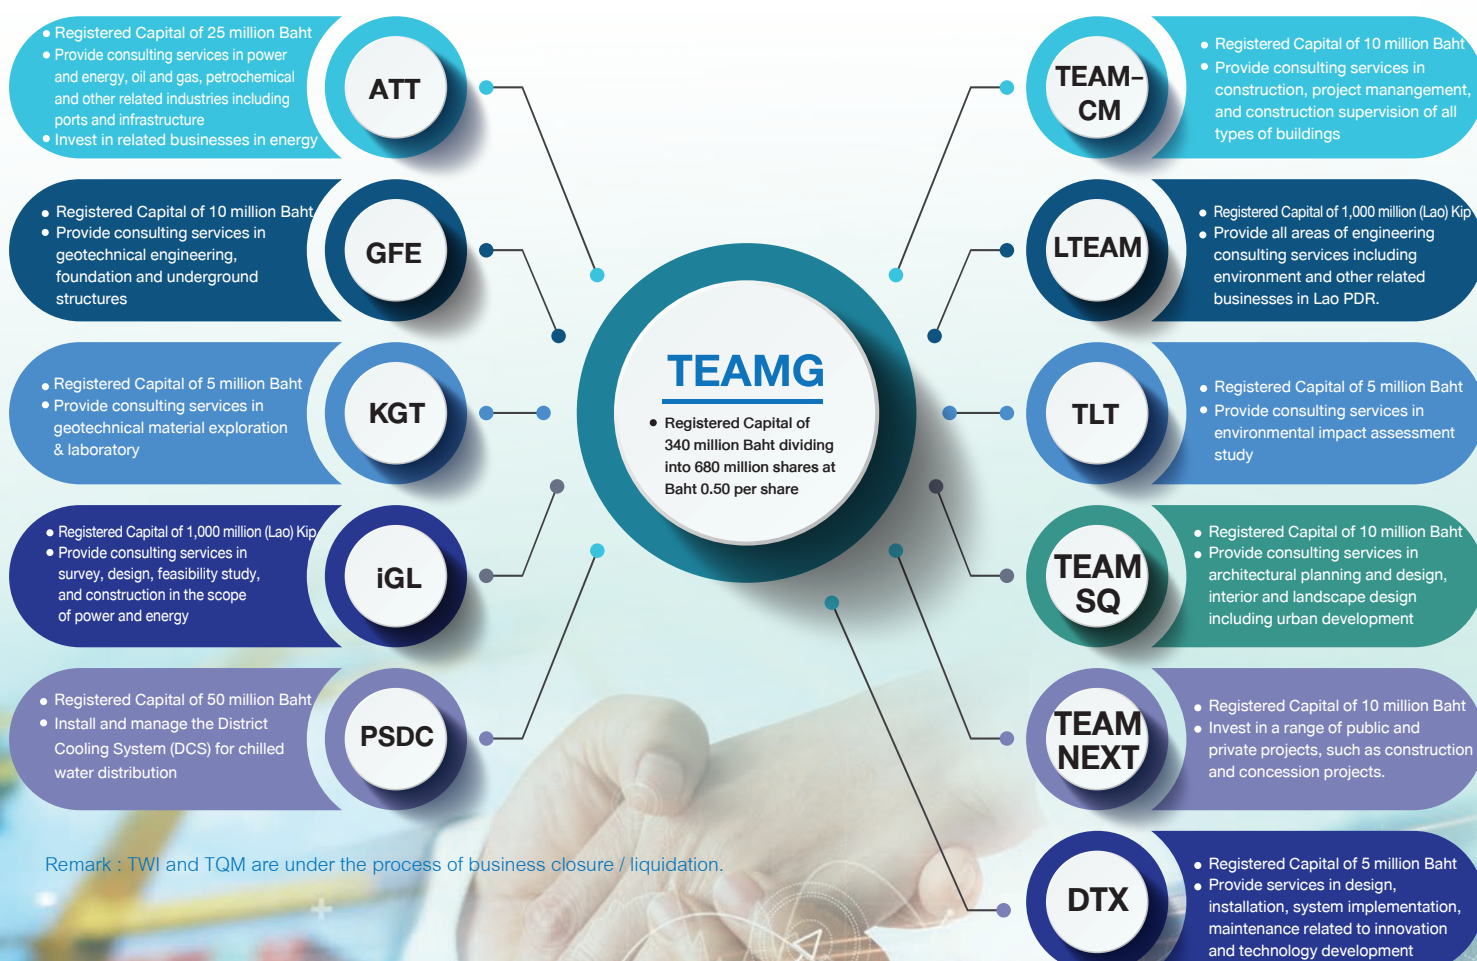 • Registered Capital of 25 million Baht
• Provide consulting services in power
and energy, oil and gas, petrochemical
and other related industries including
ports and infrastructure
• Invest in related businesses in energy
ATT
• Registered Capital of 10 million Baht
• Provide consulting services in
geotechnical engineering,
foundation and underground
structures
GFE
• Registered Capital of 5 million Baht
• Provide consulting services in
geotechnical material exploration
& laboratory
KGT
• Registered Capital of 1,000 million (Lao) Kip
• Provide consulting services in
survey, design, feasibility study,
and construction in the scope
of power and energy
iGL
• Registered Capital of 50 million Baht
• Install and manage the District
Cooling System (DCS) for chilled
water distribution
PSDC
TEAMG
• Registered Capital of
340 million Baht dividing
into 680 million shares at
Baht 0.50 per share
TEAM–
CM
• Registered Capital of 10 million Baht
• Provide consulting services in
construction, project manangement,
and construction supervision of all
types of buildings
LTEAM
• Registered Capital of 1,000 million (Lao) Kip
• Provide all areas of engineering
consulting services including
environment and other related
businesses in Lao PDR.
TLT
• Registered Capital of 5 million Baht
• Provide consulting services in
environmental impact assessment
study
TEAM
SQ
• Registered Capital of 10 million Baht
• Provide consulting services in
architectural planning and design,
interior and landscape design
including urban development
TEAM
NEXT
• Registered Capital of 10 million Baht
• Invest in a range of public and
private projects, such as construction
and concession projects.
DTX
• Registered Capital of 5 million Baht
• Provide services in design,
installation, system implementation,
maintenance related to innovation
and technology development
Remark : TWI and TQM are under the process of business closure / liquidation.